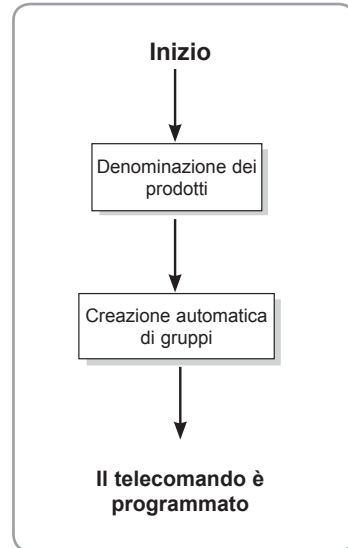 Inizio
Denominazione dei
prodotti
Creazione automatica
di gruppi
Il telecomando è
programmato